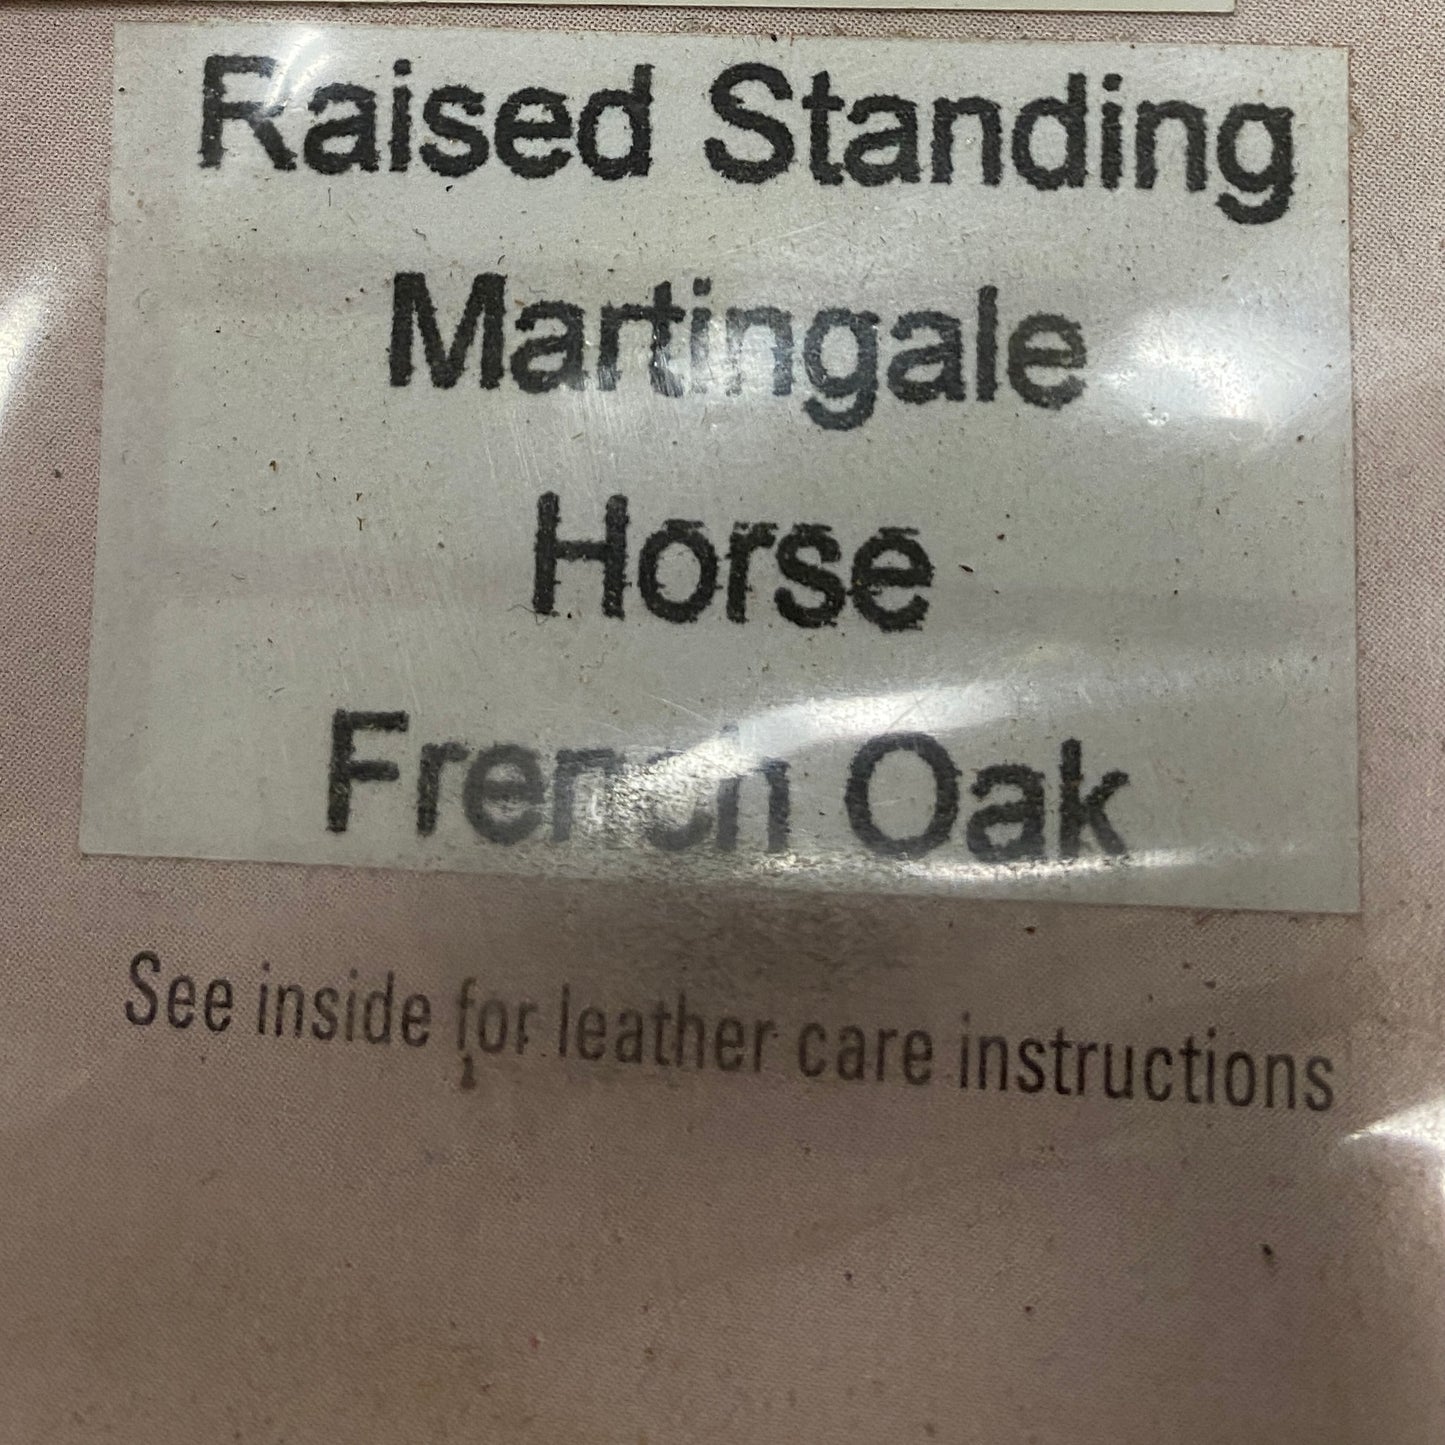 Raised Standing
Martingale
Horse
French Oak
See inside for leather care instructions